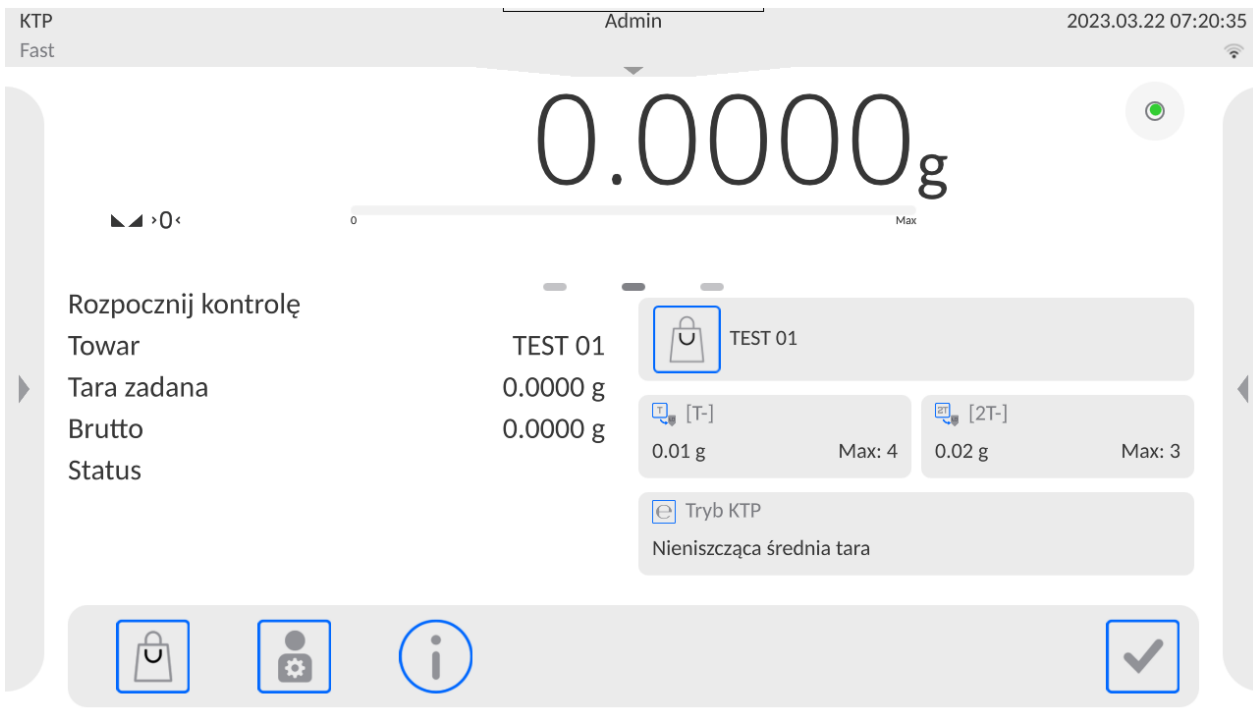 KTP
Admin
2023.03.22 07:20:35
Fast
0.0000g
>0<
0
Max
Rozpocznij kontrolę
Towar TEST 01
Tara zadana 0.0000 g
Brutto 0.0000 g
Status
TEST 01
T [T-]
0.01 g Max: 4
2T [2T-]
0.02 g Max: 3
℮ Tryb KTP
Nieniszcząca średnia tara